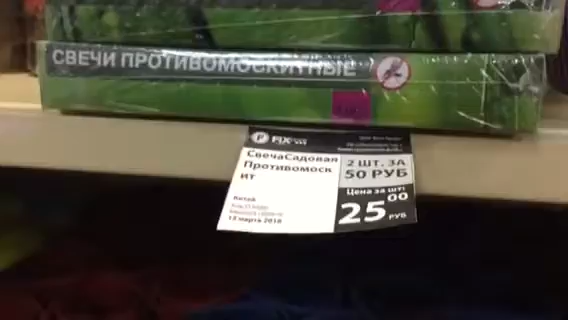 СВЕЧИ ПРОТИВОМОСКИТНЫЕ
FIX
СвечаСадовая
Противомоск
ит
2 ШТ. ЗА
50 РУБ
Цена за шт:
25 00
РУБ
Китай
13 марта 2018